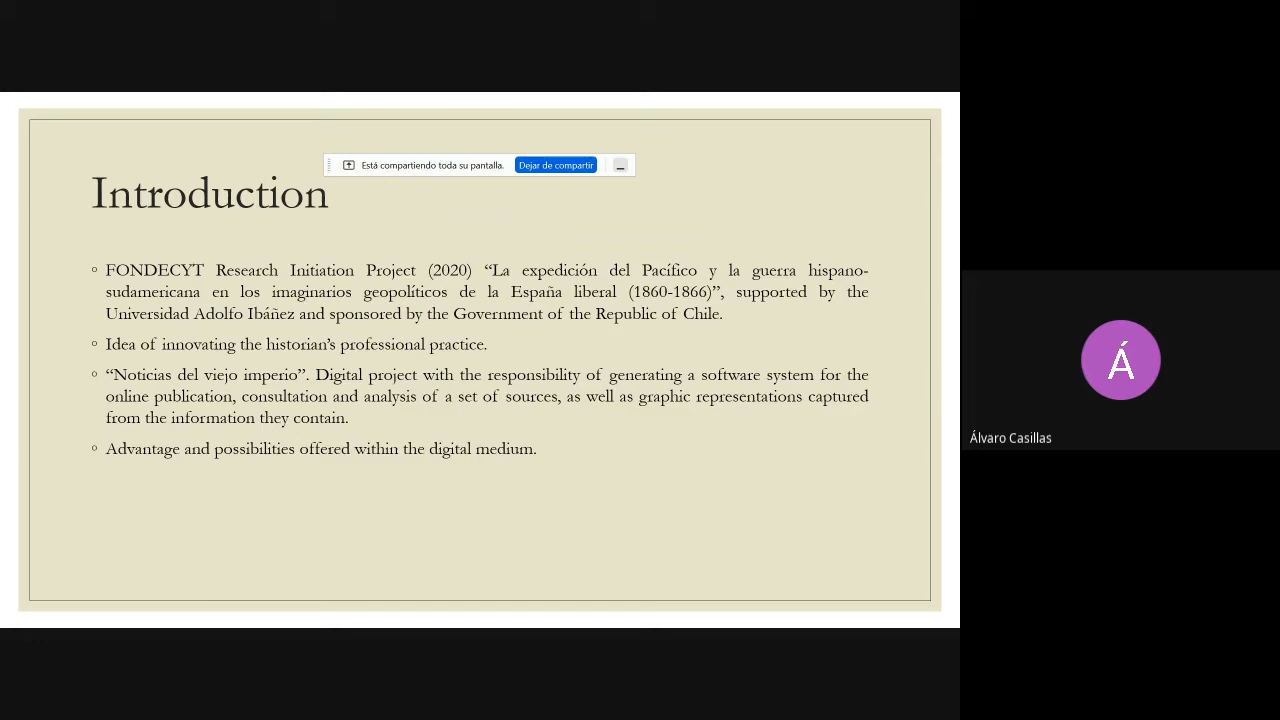 Está compartiendo toda su pantalla. Dejar de compartir
Introduction
◦ FONDECYT Research Initiation Project (2020) “La expedición del Pacífico y la guerra hispano-
sudamericana en los imaginarios geopolíticos de la España liberal (1860-1866)”, supported by the
Universidad Adolfo Ibáñez and sponsored by the Government of the Republic of Chile.
◦ Idea of innovating the historian’s professional practice.
◦ “Noticias del viejo imperio”. Digital project with the responsibility of generating a software system for the
online publication, consultation and analysis of a set of sources, as well as graphic representations captured
from the information they contain.
◦ Advantage and possibilities offered within the digital medium.
Á
Álvaro Casillas